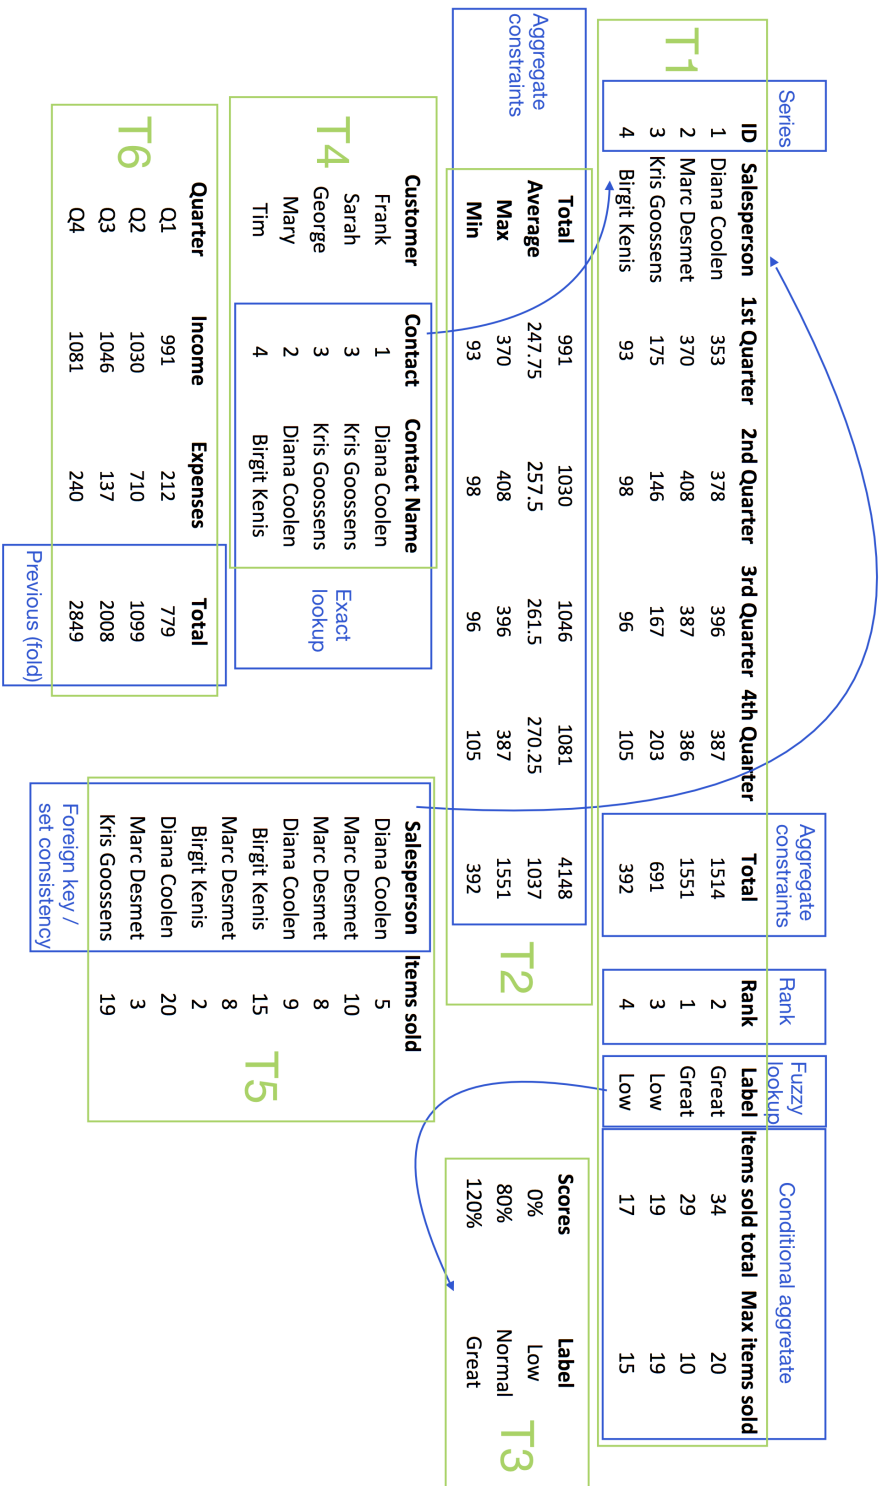 Series
Aggregate
constraints
Rank
Fuzzy
lookup
Conditional aggretate
T1
ID Salesperson 1st Quarter 2nd Quarter 3rd Quarter 4th Quarter Total Rank Label Items sold total Max items sold
1 Diana Coolen 353 378 396 387 1514 2 Great 34 20
2 Marc Desmet 370 408 387 386 1551 1 Great 29 10
3 Kris Goossens 175 146 167 203 691 3 Low 19 19
4 Birgit Kenis 93 98 96 105 392 4 Low 17 15
Aggregate
constraints
Total 991 1030 1046 1081 4148
Average 247.75 257.5 261.5 270.25 1037
Max 370 408 396 387 1551
Min 93 98 96 105 392
T2
Scores Label
0% Low
80% Normal
120% Great
T3
T4
Customer Contact Contact Name
Frank 1 Diana Coolen
Sarah 3 Kris Goossens
George 3 Kris Goossens
Mary 2 Diana Coolen
Tim 4 Birgit Kenis
Exact
lookup
Salesperson Items sold
Diana Coolen 5
Marc Desmet 10
Marc Desmet 8
Diana Coolen 9
Birgit Kenis 15
Marc Desmet 8
Birgit Kenis 2
Diana Coolen 20
Marc Desmet 3
Kris Goossens 19
T5
Foreign key /
set consistency
T6
Quarter Income Expenses Total
Q1 991 212 779
Q2 1030 710 1099
Q3 1046 137 2008
Q4 1081 240 2849
Previous (fold)